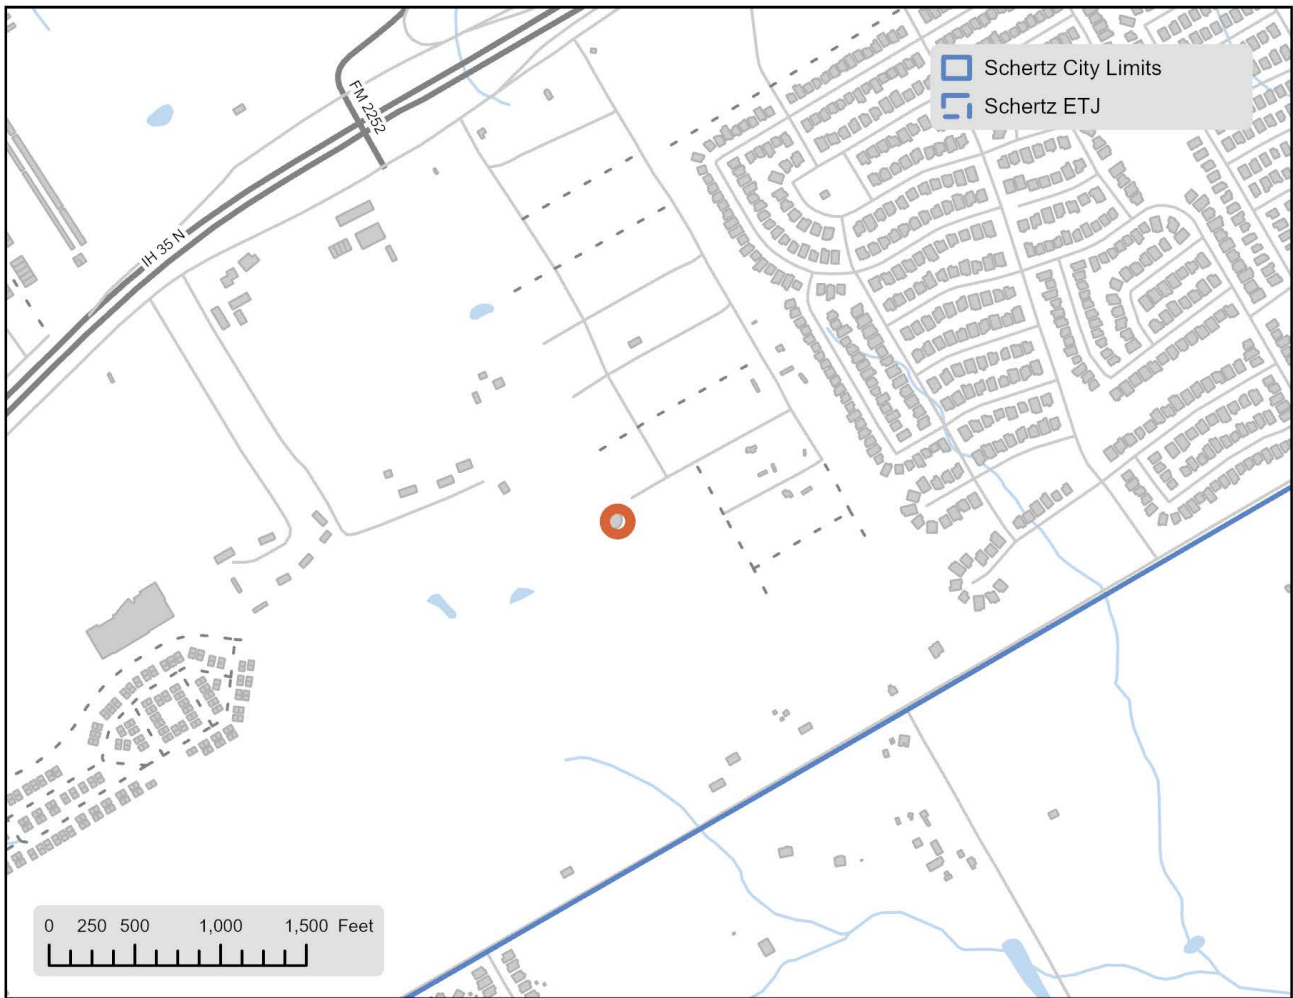 Schertz City Limits
Schertz ETJ
FM 2252
IH 35 N
0 250 500 1,000 1,500 Feet